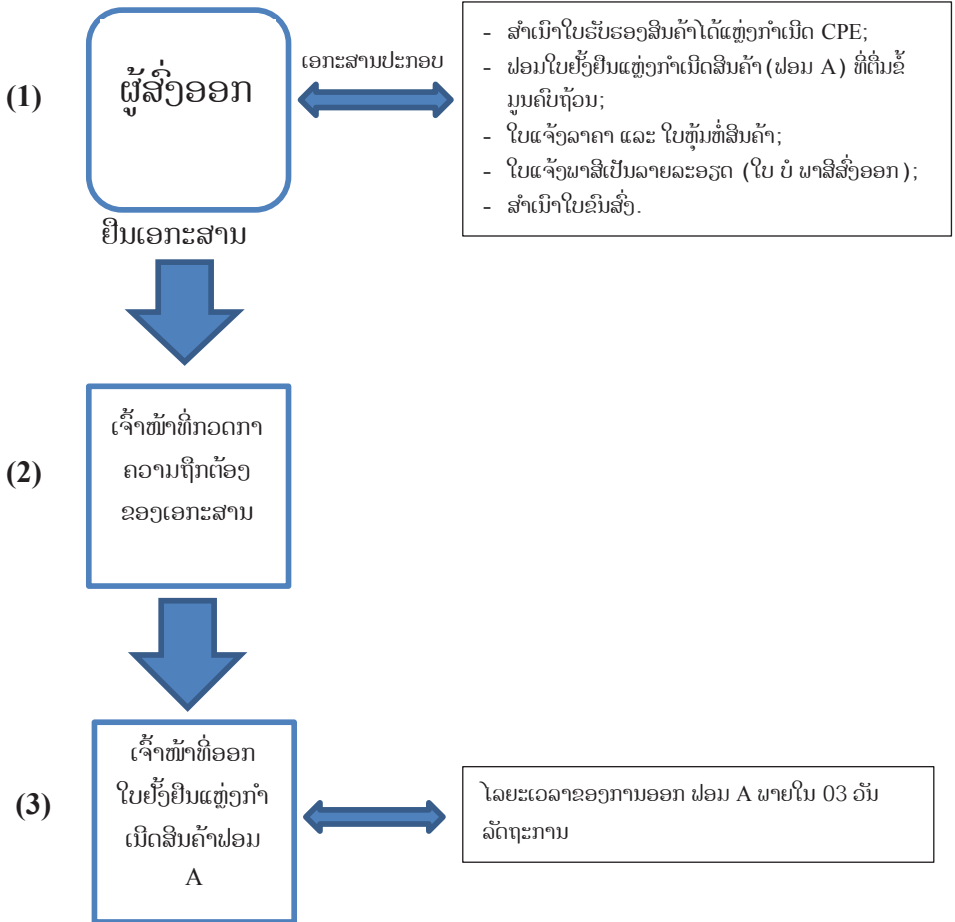 (1)
ຜູ້ສົ່ງອອກ
ເອກະສານປະກອບ
- ສຳເນົາໃບຮັບຮອງສິນຄ້າໄດ້ແຫຼ່ງກຳເນີດ CPE;
- ຟອມໃບຢັ້ງຢືນແຫຼ່ງກຳເນີດສິນຄ້າ (ຟອມ A) ທີ່ຕື່ມຂໍ້
ມູນຄົບຖ້ວນ;
- ໃບແຈ້ງລາຄາ ແລະ ໃບຫຸ້ມຫໍ່ສິນຄ້າ;
- ໃບແຈ້ງພາສີເປັນລາຍລະອຽດ (ໃບ ບໍ ພາສີສົ່ງອອກ);
- ສຳເນົາໃບຂົນສົ່ງ.
ຢືນເອກະສານ
(2)
ເຈົ້າໜ້າທີ່ກວດກາ
ຄວາມຖືກຕ້ອງ
ຂອງເອກະສານ
(3)
ເຈົ້າໜ້າທີ່ອອກ
ໃບຢັ້ງຢືນແຫຼ່ງກຳ
ເນີດສິນຄ້າຟອມ
A
ໄລຍະເວລາຂອງການອອກ ຟອມ A ພາຍໃນ 03 ວັນ
ລັດຖະການ